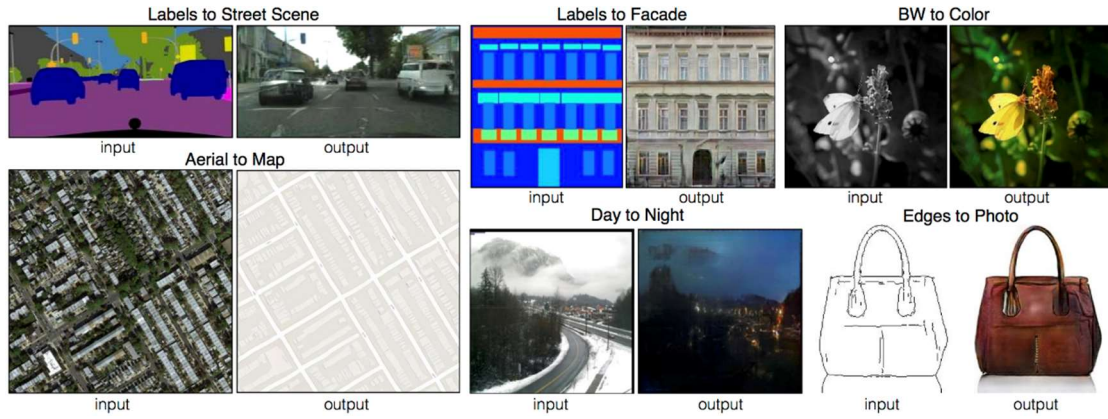 Labels to Street Scene
input
output
Aerial to Map
input
output
Labels to Facade
input
output
BW to Color
input
output
Day to Night
input
output
Edges to Photo
input
output